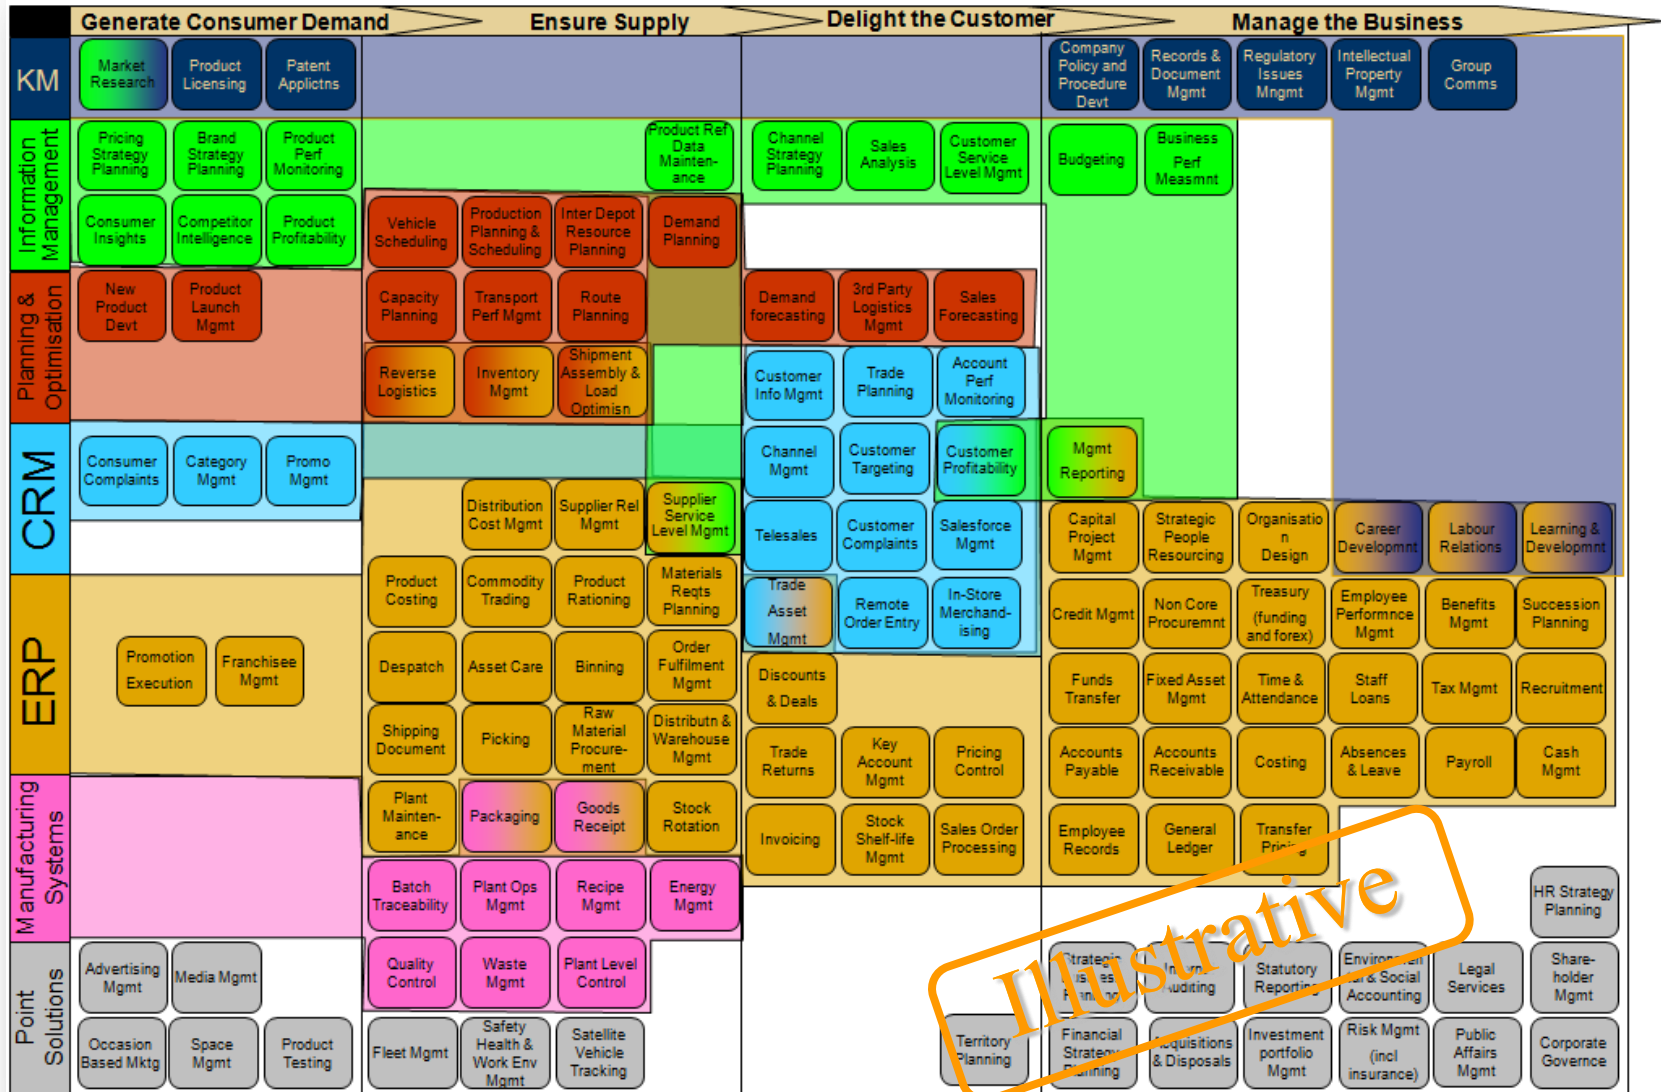 Generate Consumer Demand
Ensure Supply
Delight the Customer
Manage the Business
KM
Market
Research
Product
Licensing
Patent
Applictns
Company
Policy and
Procedure
Devt
Records &
Document
Mgmt
Regulatory
Issues
Mngmt
Intellectual
Property
Mgmt
Group
Comms
Information
Management
Pricing
Strategy
Planning
Brand
Strategy
Planning
Product
Perf
Monitoring
Product Ref
Data
Mainten-
ance
Channel
Strategy
Planning
Sales
Analysis
Customer
Service
Level Mgmt
Budgeting
Business
Perf
Measmnt
Consumer
Insights
Competitor
Intelligence
Product
Profitability
Vehicle
Scheduling
Production
Planning &
Scheduling
Inter Depot
Resource
Planning
Demand
Planning
Planning &
Optimisation
New
Product
Devt
Product
Launch
Mgmt
Capacity
Planning
Transport
Perf Mgmt
Route
Planning
Demand
forecasting
3rd Party
Logistics
Mgmt
Sales
Forecasting
Reverse
Logistics
Inventory
Mgmt
Shipment
Assembly &
Load
Optimisn
Customer
Info Mgmt
Trade
Planning
Account
Perf
Monitoring
CRM
Consumer
Complaints
Category
Mgmt
Promo
Mgmt
Channel
Mgmt
Customer
Targeting
Customer
Profitability
Mgmt
Reporting
Distribution
Cost Mgmt
Supplier Rel
Mgmt
Supplier
Service
Level Mgmt
Telesales
Customer
Complaints
Salesforce
Mgmt
Capital
Project
Mgmt
Strategic
People
Resourcing
Organisatio
n
Design
Career
Developmnt
Labour
Relations
Learning &
Developmnt
ERP
Product
Costing
Commodity
Trading
Product
Rationing
Materials
Reqts
Planning
Trade
Asset
Mgmt
Remote
Order Entry
In-Store
Merchand-
ising
Credit Mgmt
Non Core
Procuremnt
Treasury
(funding
and forex)
Employee
Performnce
Mgmt
Benefits
Mgmt
Succession
Planning
Promotion
Execution
Franchisee
Mgmt
Despatch
Asset Care
Binning
Order
Fulfilment
Mgmt
Discounts
& Deals
Funds
Transfer
Fixed Asset
Mgmt
Time &
Attendance
Staff
Loans
Tax Mgmt
Recruitment
Shipping
Document
Picking
Raw
Material
Procure-
ment
Distributn &
Warehouse
Mgmt
Trade
Returns
Key
Account
Mgmt
Pricing
Control
Accounts
Payable
Accounts
Receivable
Costing
Absences
& Leave
Payroll
Cash
Mgmt
Manufacturing
Systems
Plant
Mainten-
ance
Packaging
Goods
Receipt
Stock
Rotation
Invoicing
Stock
Shelf-life
Mgmt
Sales Order
Processing
Employee
Records
General
Ledger
Transfer
Pricing
Batch
Traceability
Plant Ops
Mgmt
Recipe
Mgmt
Energy
Mgmt
HR Strategy
Planning
Illustrative
Point
Solutions
Advertising
Mgmt
Media Mgmt
Quality
Control
Waste
Mgmt
Plant Level
Control
Strategic
Planning
Auditing
Statutory
Reporting
& Social
Accounting
Legal
Services
Share-
holder
Mgmt
Occasion
Based Mktg
Space
Mgmt
Product
Testing
Fleet Mgmt
Safety
Health &
Work Env
Mgmt
Satellite
Vehicle
Tracking
Territory
Planning
Financial
Strategy
Planning
Acquisitions
& Disposals
Investment
portfolio
Mgmt
Risk Mgmt
(incl
insurance)
Public
Affairs
Mgmt
Corporate
Governce